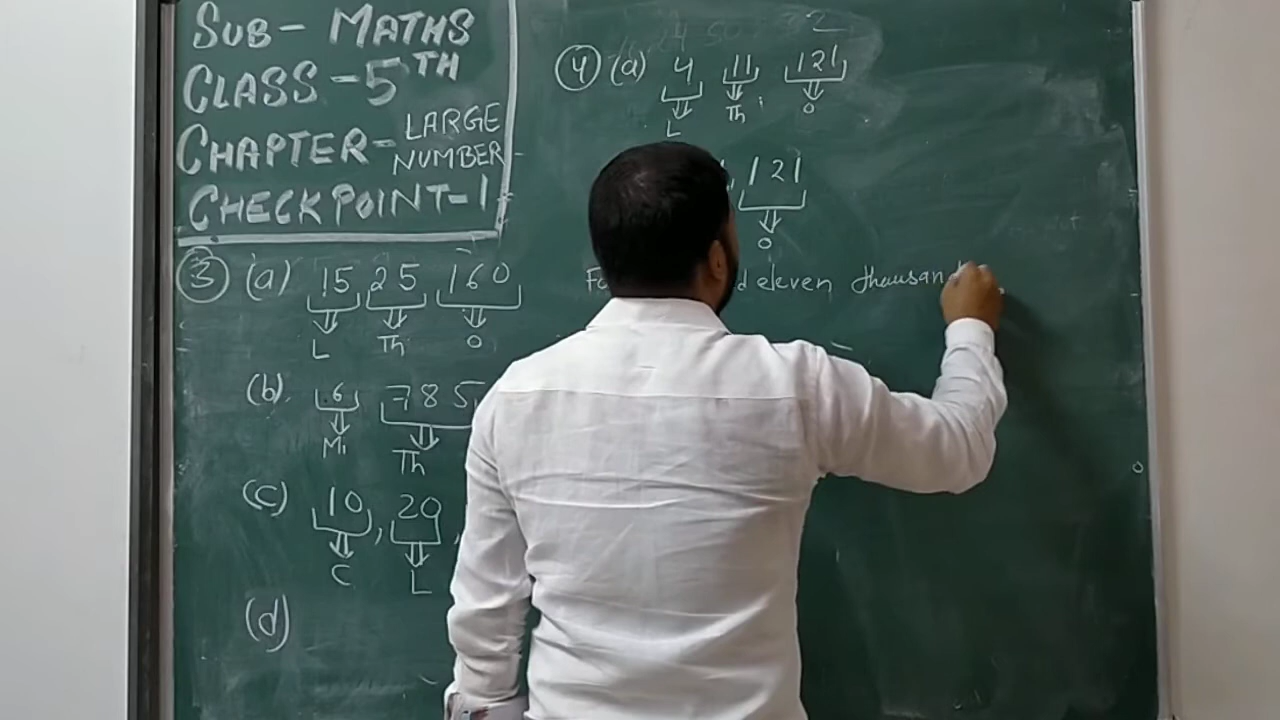 SUB- MATHS
CLASS -5TH
CHAPTER- LARGE
NUMBER
CHECKPOINT-1
(3) (a) 15 25 160
L Th O
(b). 6 785
Mi Th
(c) 10, 20
C L
(d)
(4) (a) 4 11 121
L Th O
121
O
eleven thausand